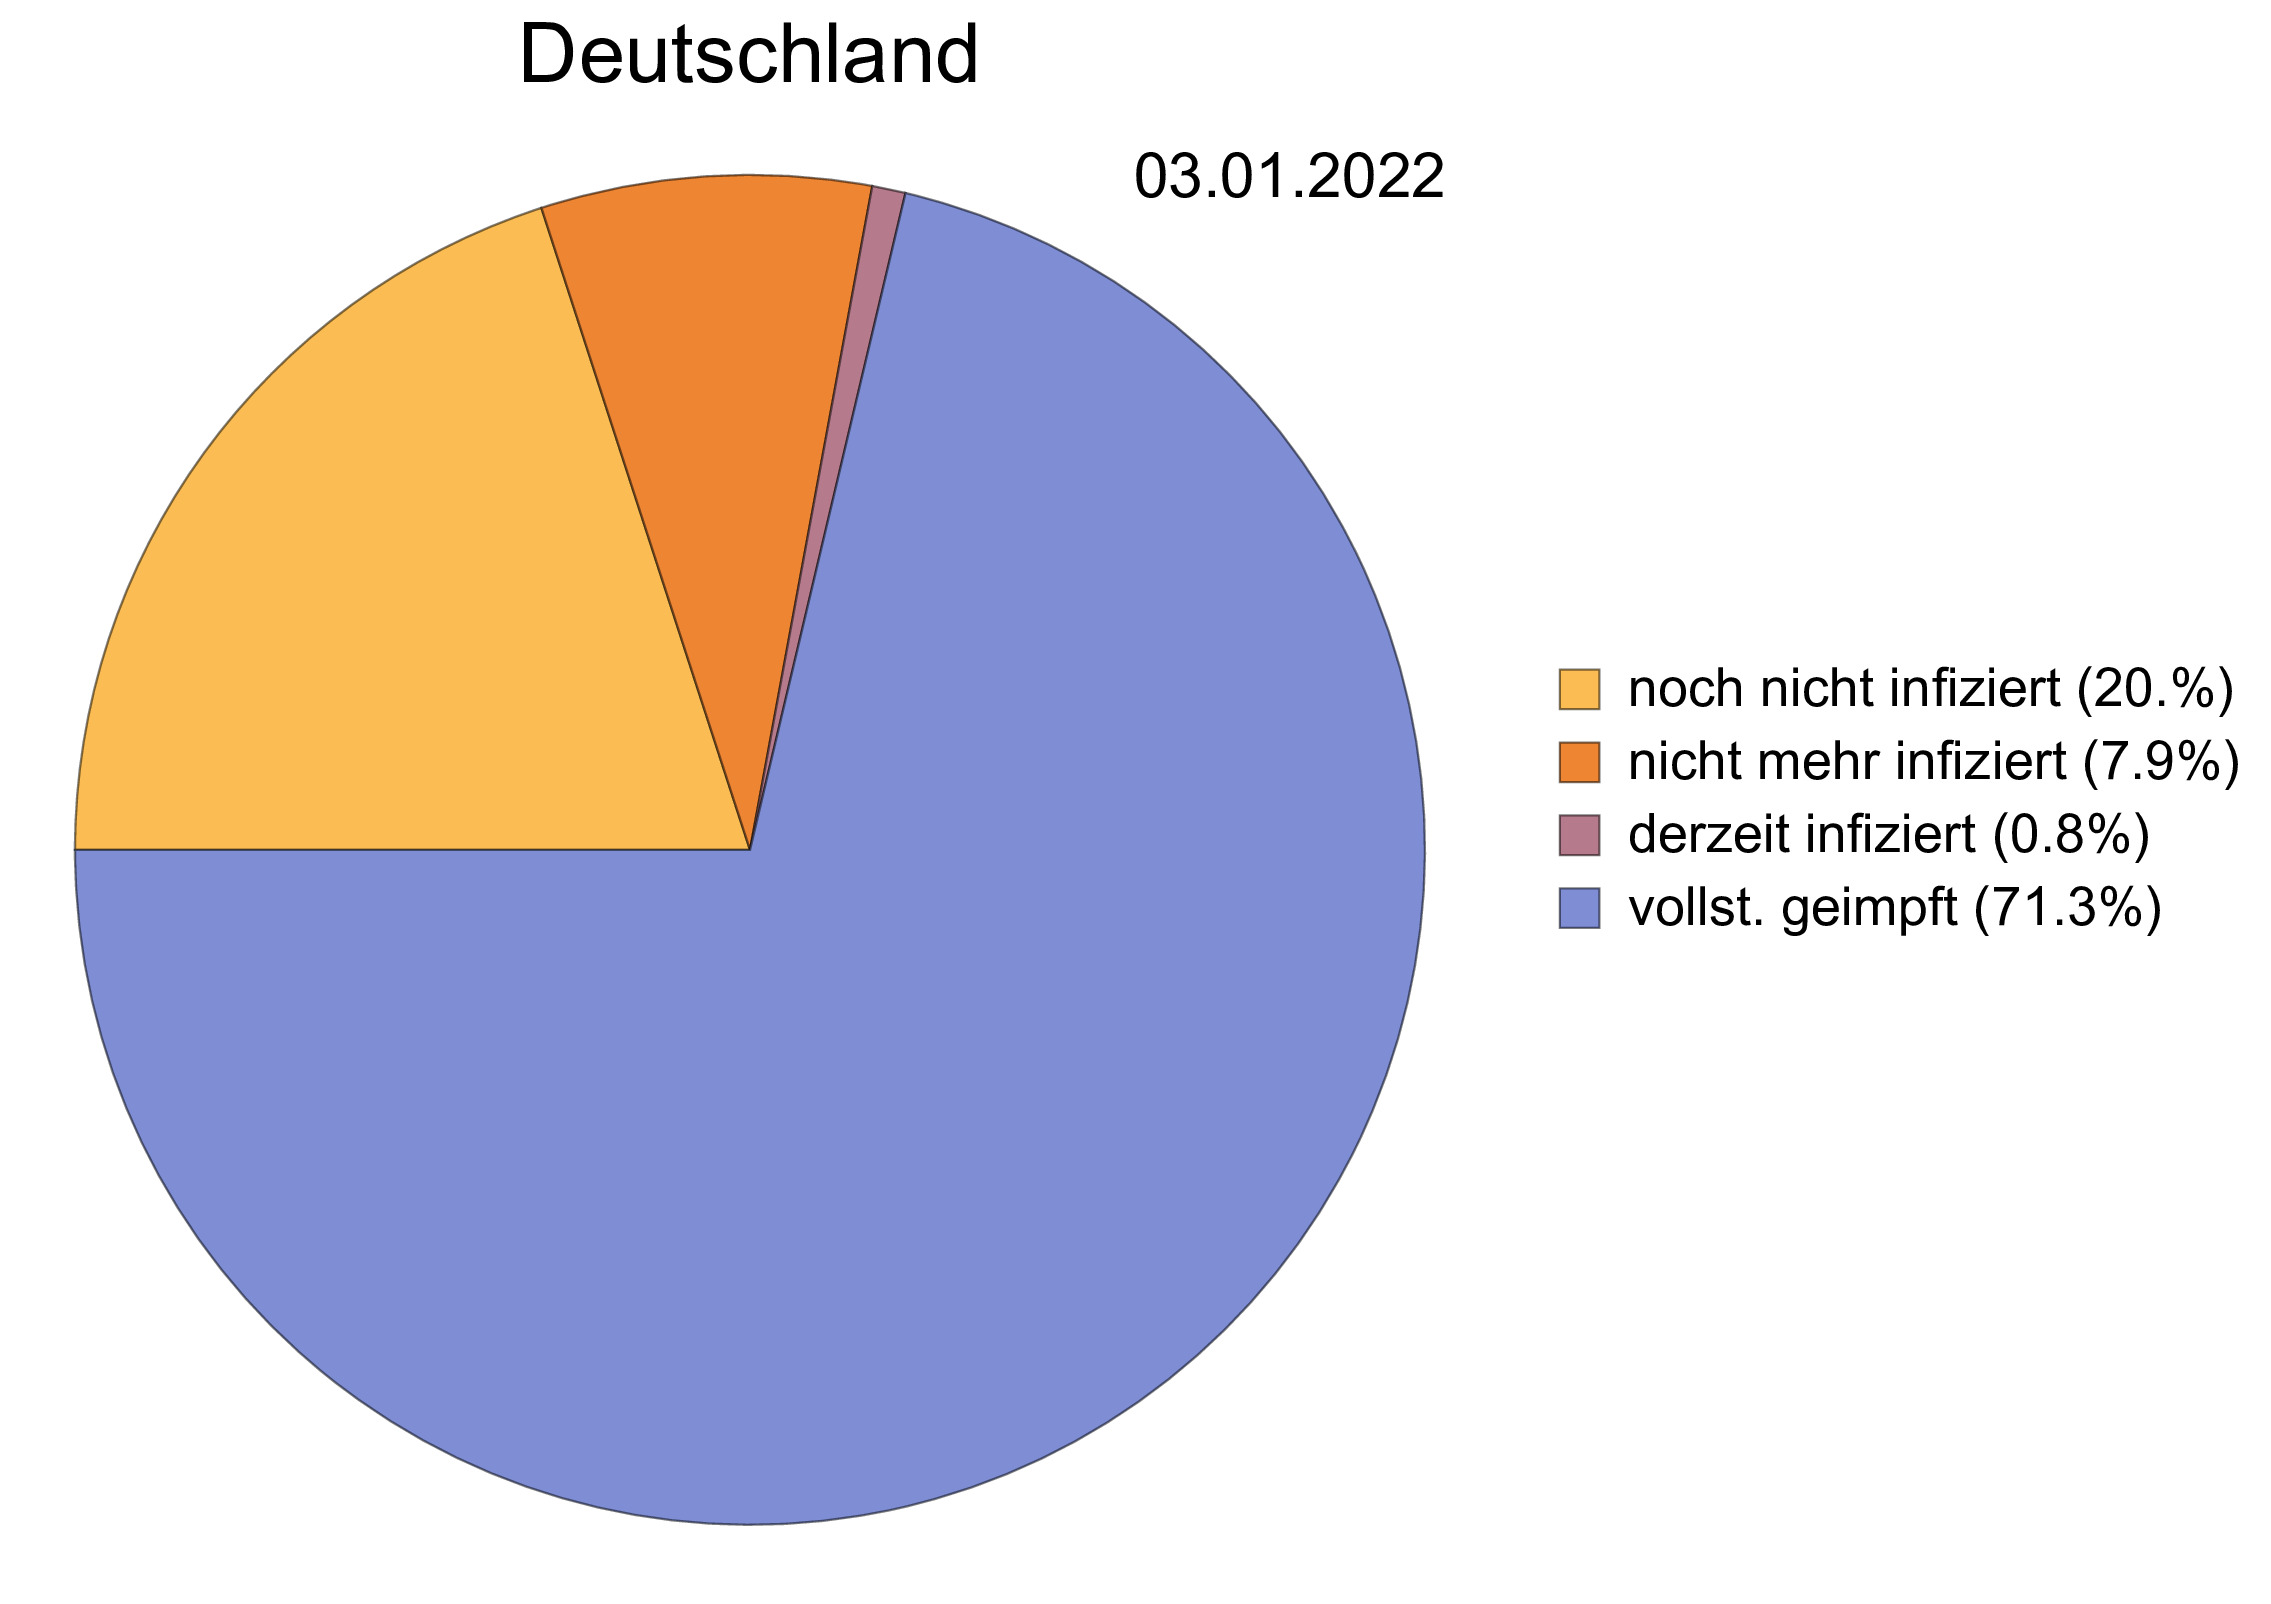 Deutschland
03.01.2022
noch nicht infiziert (20.%)
nicht mehr infiziert (7.9%)
derzeit infiziert (0.8%)
vollst. geimpft (71.3%)